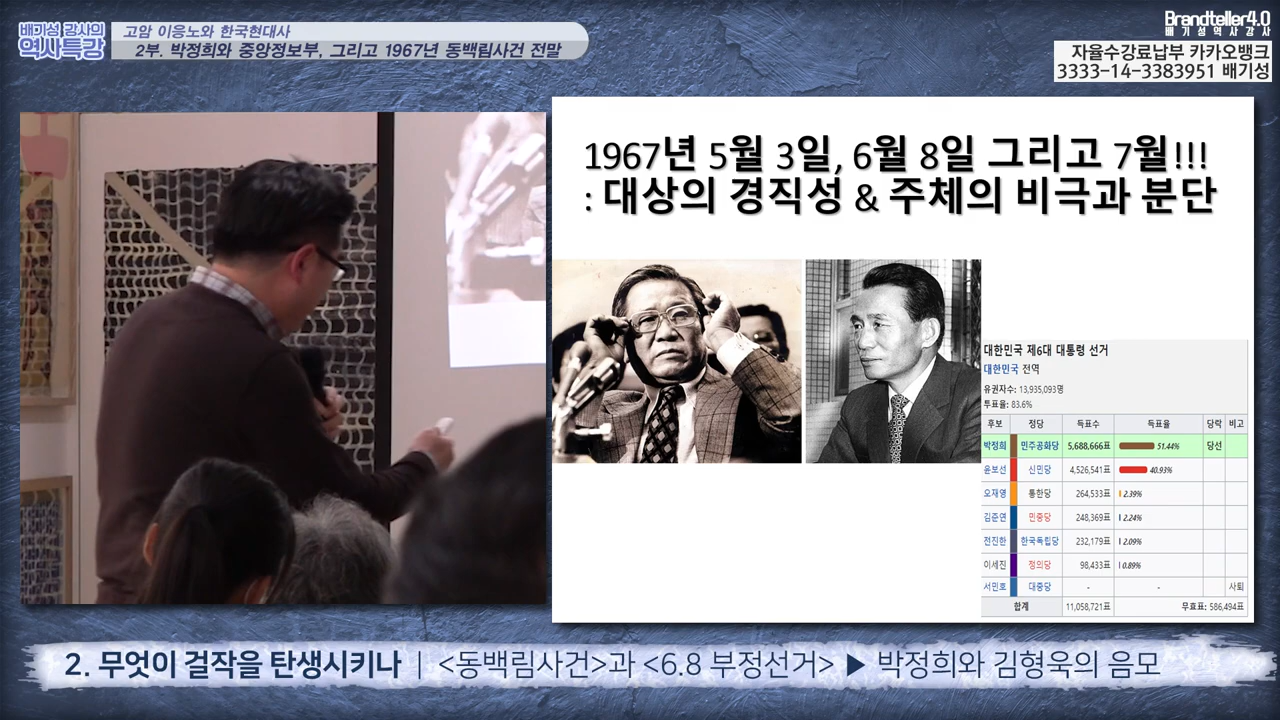 배기성 강사의
역사특강
고암 이응노와 한국현대사
2부. 박정희와 중앙정보부, 그리고 1967년 동백림사건 전말
Brandteller4.0
배기성역사강사
자율수강료납부 카카오뱅크
3333-14-3383951 배기성
1967년 5월 3일, 6월 8일 그리고 7월!!!
: 대상의 경직성 & 주체의 비극과 분단
대한민국 제6대 대통령 선거
대한민국 전역
유권자수: 13,935,093명
투표율: 83.6%
후보 정당 득표수 득표율 당락 비고
박정희 민주공화당 5,688,666표 51.44% 당선
윤보선 신민당 4,526,541표 40.93%
오재영 통한당 264,533표 2.39%
김준연 민중당 248,369표 2.24%
전진한 한국독립당 232,179표 2.09%
이세진 정의당 98,433표 0.89%
서민호 대중당 - - 사퇴
합계 11,058,721표 무효표: 586,494표
2. 무엇이 걸작을 탄생시키나 | <동백림사건>과 <6.8 부정선거> ▶ 박정희와 김형욱의 음모